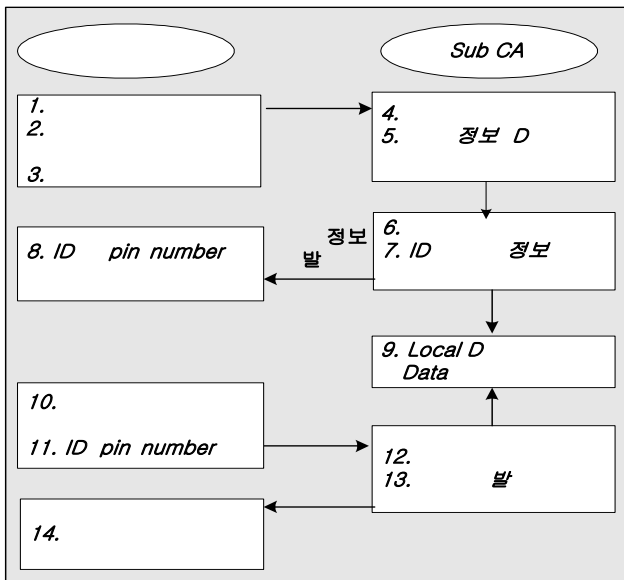 Sub CA
1.
2.
3.
4.
5. 정보 D
6.
7. ID 정보
정보
발
8. ID pin number
9. Local D
Data
10.
11. ID pin number
12.
13. 발
14.